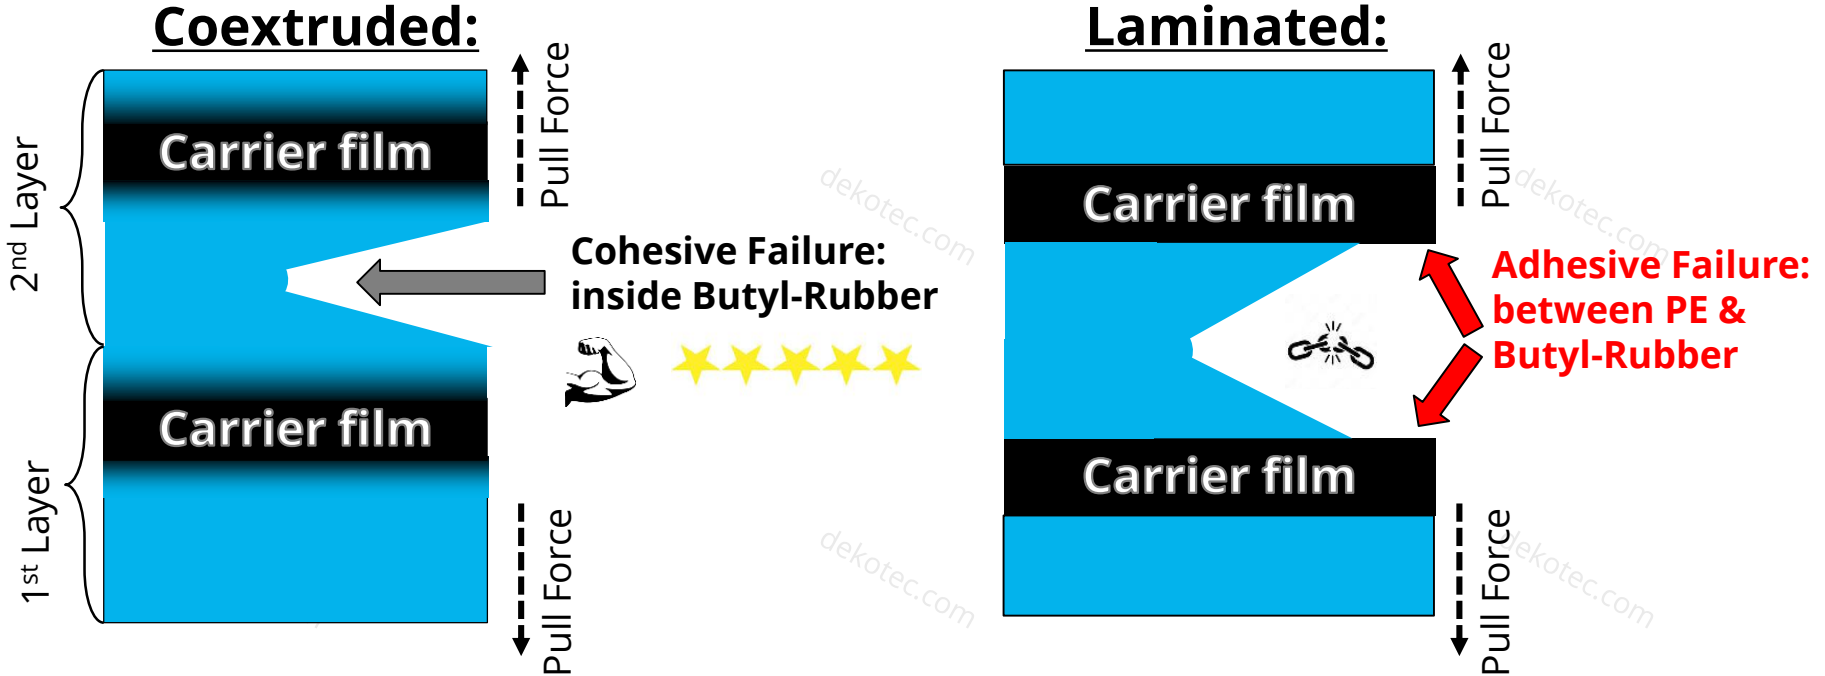 Coextruded:
2nd Layer
1st Layer
Carrier film
Carrier film
Pull Force
Pull Force
Cohesive Failure:
inside Butyl-Rubber
Laminated:
Carrier film
Carrier film
Pull Force
Pull Force
Adhesive Failure:
between PE &
Butyl-Rubber
dekotec.com
dekotec.com
dekotec.com
dekotec.com